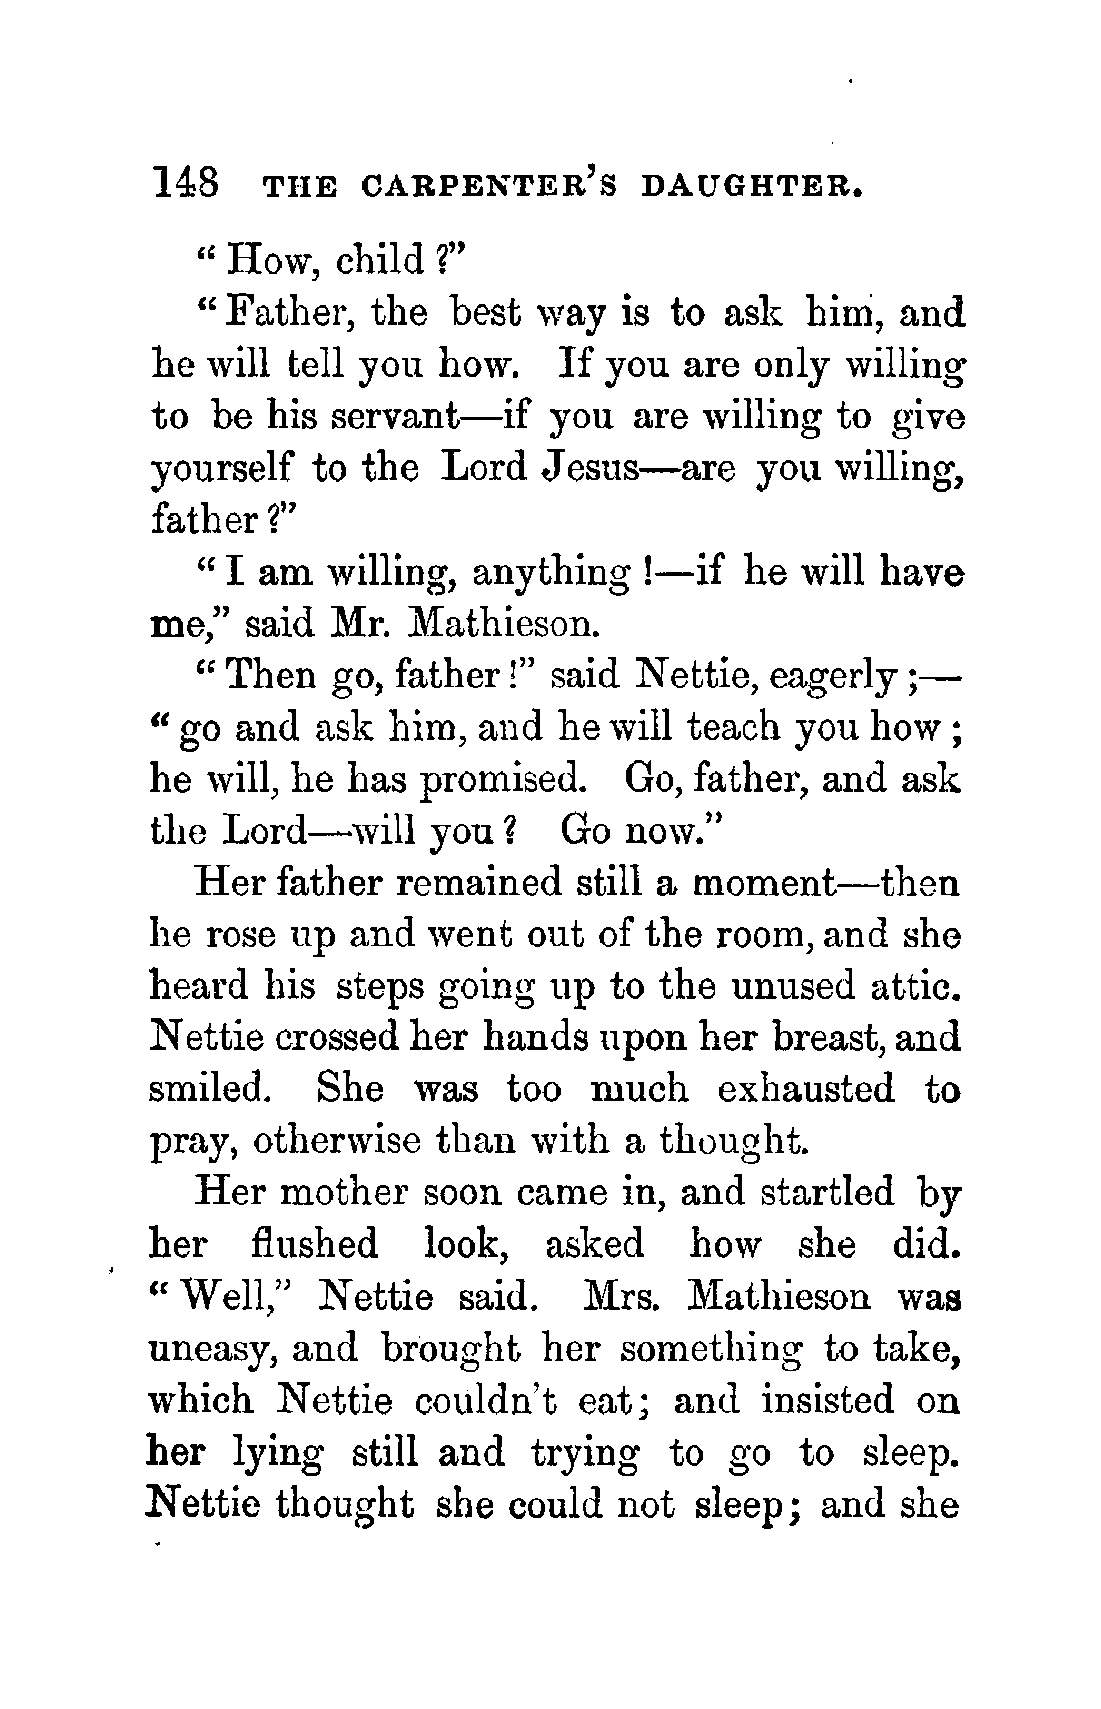 148 THE CARPENTER'S DAUGHTER.
“ How, child ?”
“ Father, the best way is to ask him, and
he will tell you how. If you are only willing
to be his servant—if you are willing to give
yourself to the Lord Jesus—are you willing,
father ?”
“ I am willing, anything !—if he will have
me,” said Mr. Mathieson.
“ Then go, father !” said Nettie, eagerly ;—
“ go and ask him, and he will teach you how ;
he will, he has promised. Go, father, and ask
the Lord—will you ? Go now.”
Her father remained still a moment—then
he rose up and went out of the room, and she
heard his steps going up to the unused attic.
Nettie crossed her hands upon her breast, and
smiled. She was too much exhausted to
pray, otherwise than with a thought.
Her mother soon came in, and startled by
her flushed look, asked how she did.
“ Well,” Nettie said. Mrs. Mathieson was
uneasy, and brought her something to take,
which Nettie couldn't eat; and insisted on
her lying still and trying to go to sleep.
Nettie thought she could not sleep; and she